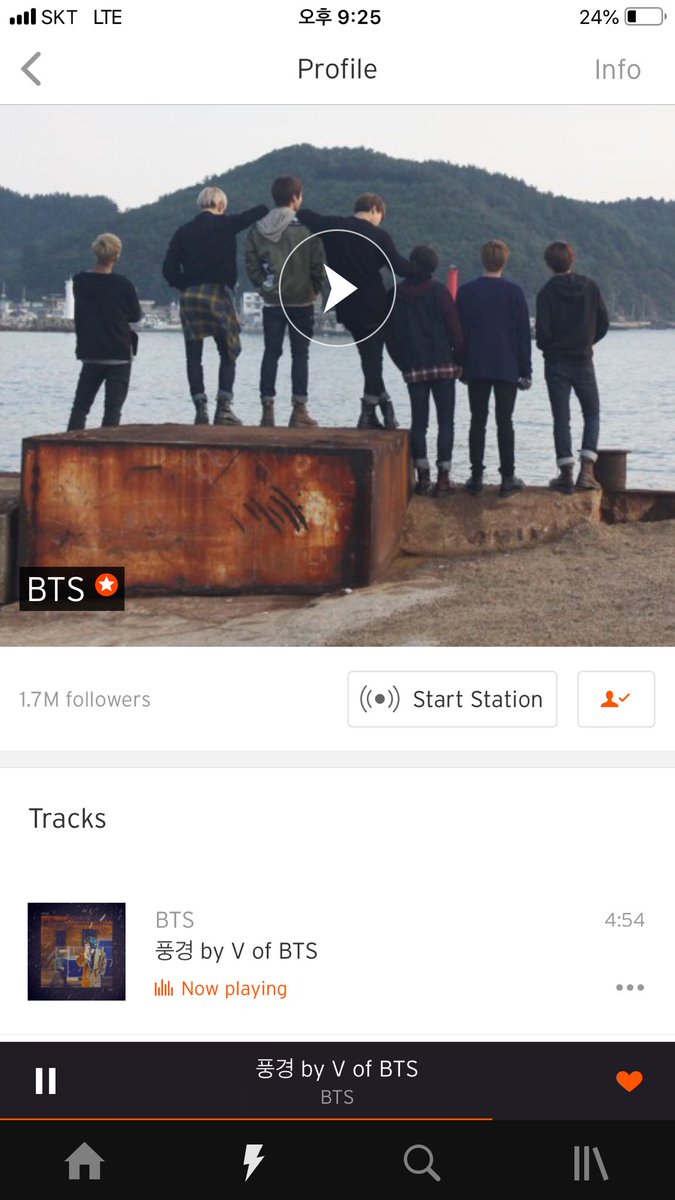 SKT LTE 오후 9:25 24%
Profile Info
BTS
1.7M followers Start Station
Tracks
BTS 4:54
풍경 by V of BTS
Now playing
풍경 by V of BTS
BTS